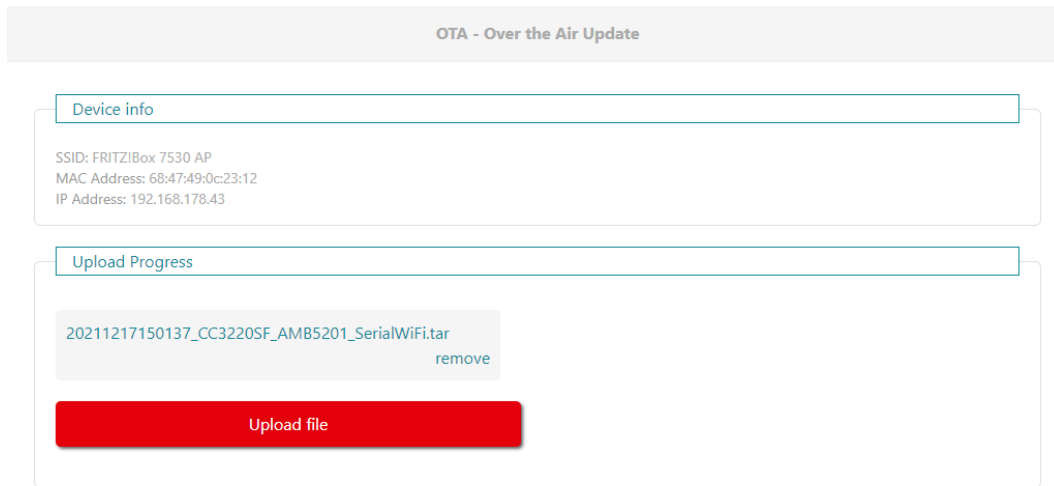 OTA - Over the Air Update
Device info
SSID: FRITZ!Box 7530 AP
MAC Address: 68:47:49:0c:23:12
IP Address: 192.168.178.43
Upload Progress
20211217150137_CC3220SF_AMB5201_SerialWiFi.tar
remove
Upload file